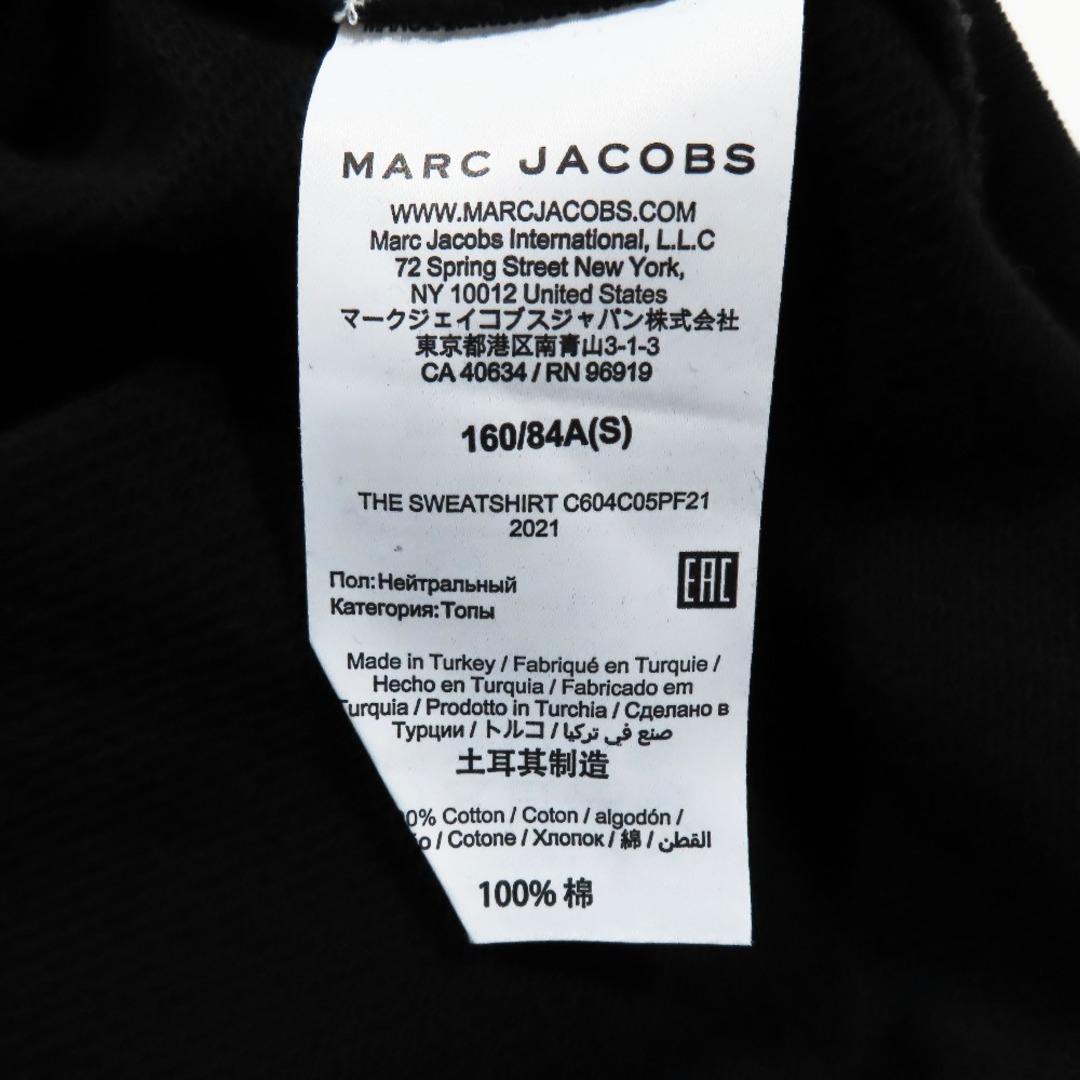 MARC JACOBS
WWW.MARCJACOBS.COM
Marc Jacobs International, L.L.C
72 Spring Street New York,
NY 10012 United States
マークジェイコブスジャパン株式会社
東京都港区南青山3-1-3
CA 40634 / RN 96919
160/84A(S)
THE SWEATSHIRT C604C05PF21
2021
Пол:Нейтральный
Категория:Топы
EAC
Made in Turkey / Fabriqué en Turquie /
Hecho en Turquia / Fabricado em
urquia / Prodotto in Turchia / Сделано в
Турции / トルコ / صنع في تركيا
土耳其制造
0% Cotton / Coton / algodón /
/ Cotone / Хлопок / 綿 / القطن
100% 棉